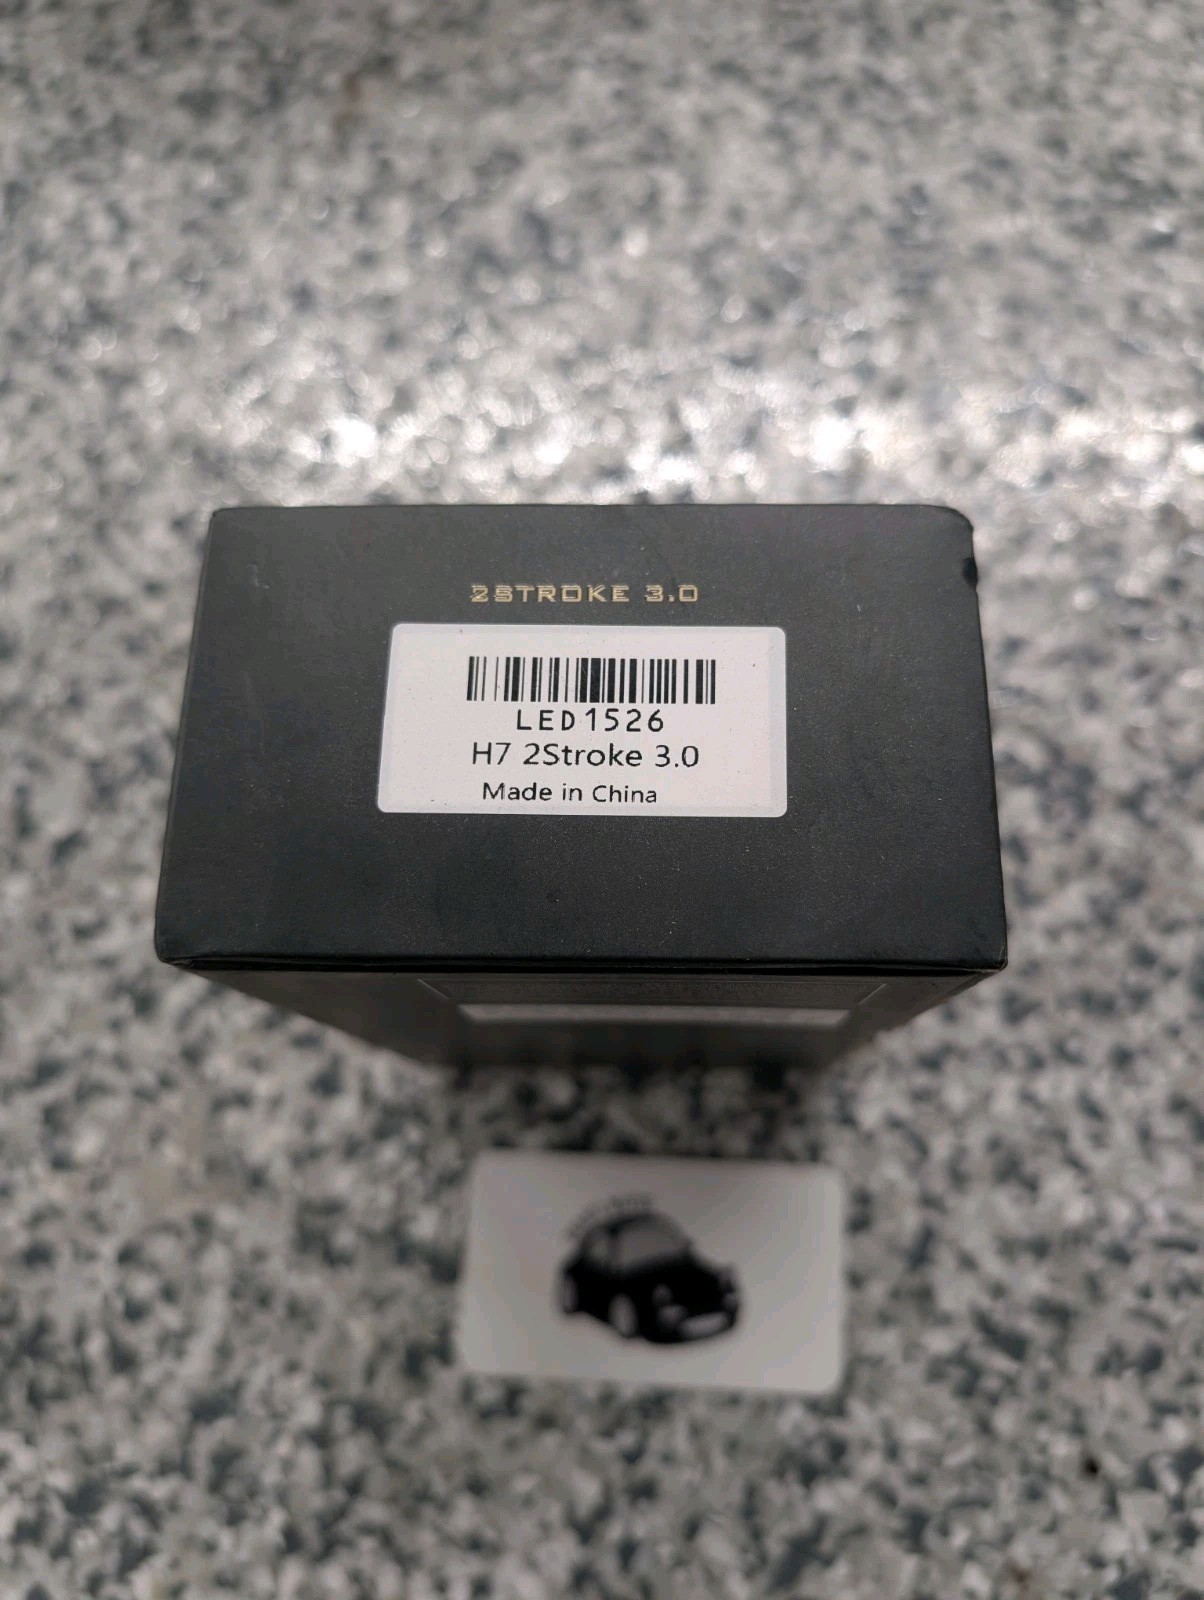 2STROKE 3.0
LED1526
H7 2Stroke 3.0
Made in China